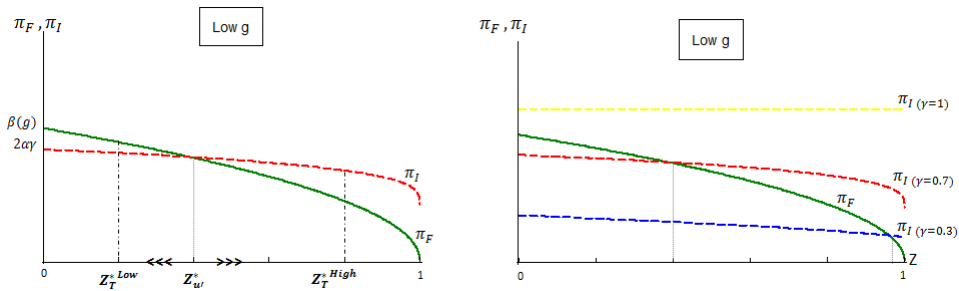 π_F , π_I
Low g
β(g)
2αγ
π_I
π_F
0
1
Z_T^{*Low}
<<<
Z_{u'}^*
>>>
Z_T^{*High}
π_F , π_I
Low g
π_I (γ=1)
π_I (γ=0.7)
π_F
π_I (γ=0.3)
Z
0
1